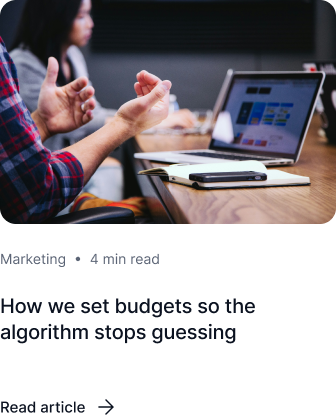 Marketing • 4 min read
How we set budgets so the
algorithm stops guessing
Read article →